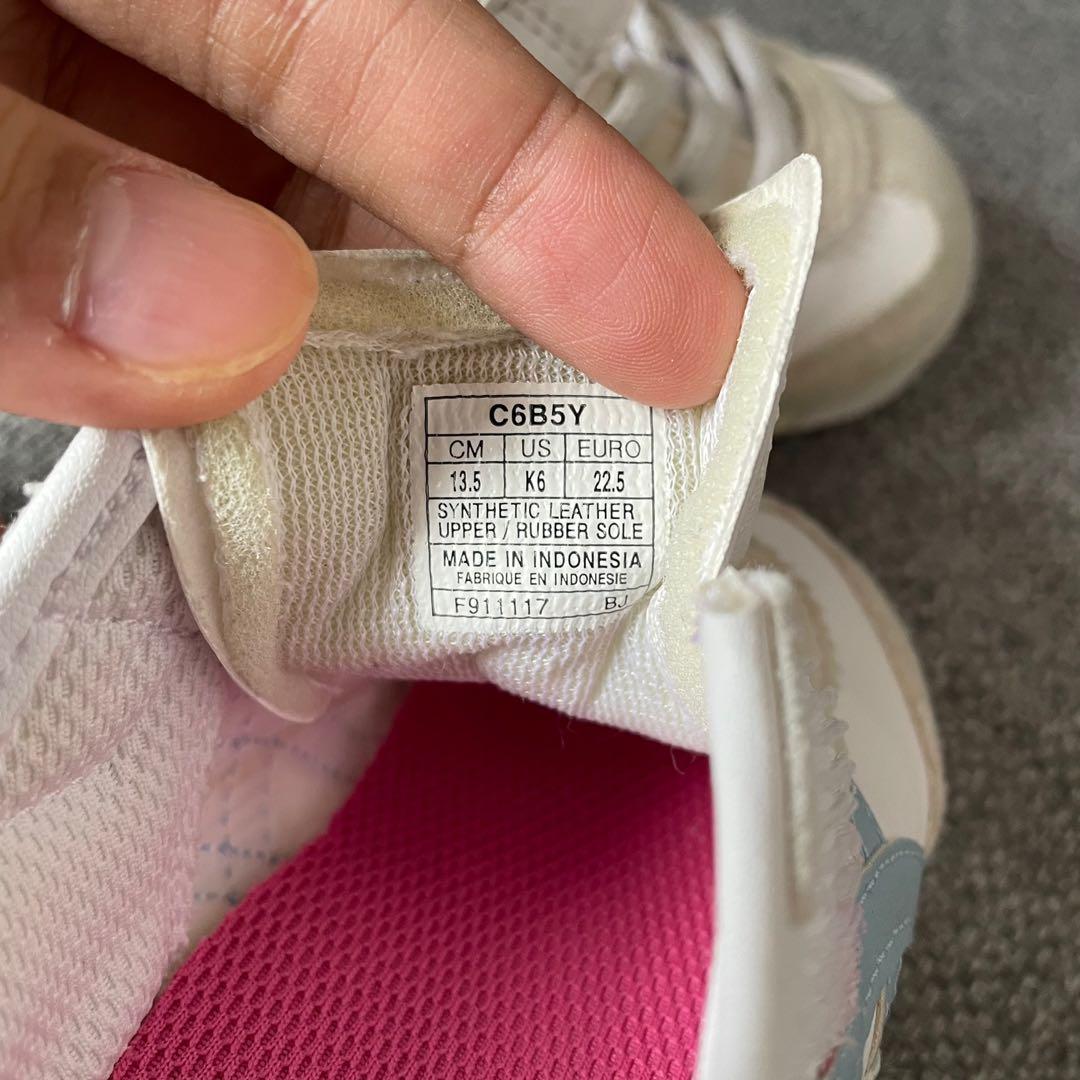 C6B5Y
CM US EURO
13.5 K6 22.5
SYNTHETIC LEATHER
UPPER / RUBBER SOLE
MADE IN INDONESIA
FABRIQUE EN INDONESIE
F911117 BJ